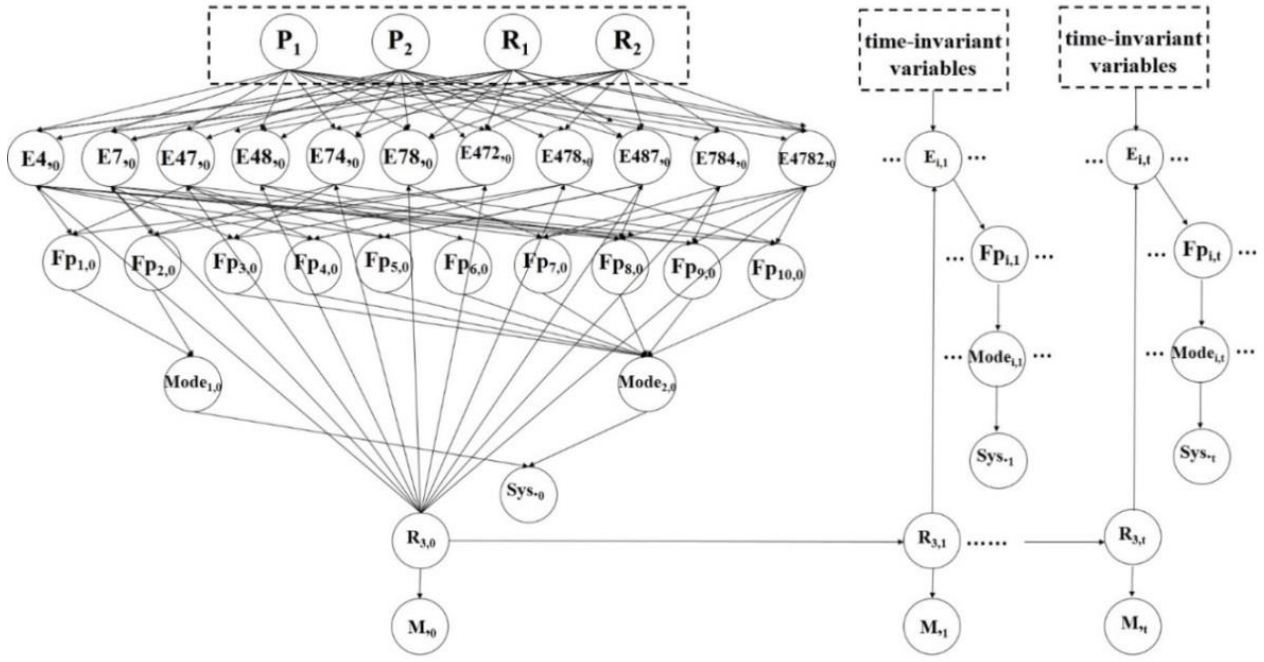 P1 P2 R1 R2
time-invariant
variables
time-invariant
variables
E4,0 E7,0 E47,0 E48,0 E74,0 E78,0 E472,0 E478,0 E487,0 E784,0 E4782,0
... Ei,1 ...
... Ei,t ...
Fp1,0 Fp2,0 Fp3,0 Fp4,0 Fp5,0 Fp6,0 Fp7,0 Fp8,0 Fp9,0 Fp10,0
... Fpi,1 ...
... Fpi,t ...
Mode1,0 Mode2,0
... Modei,1 ...
... Modei,t ...
Sys.0
Sys.1
Sys.t
R3,0
R3,1 ......
R3,t
M,0
M,1
M,t